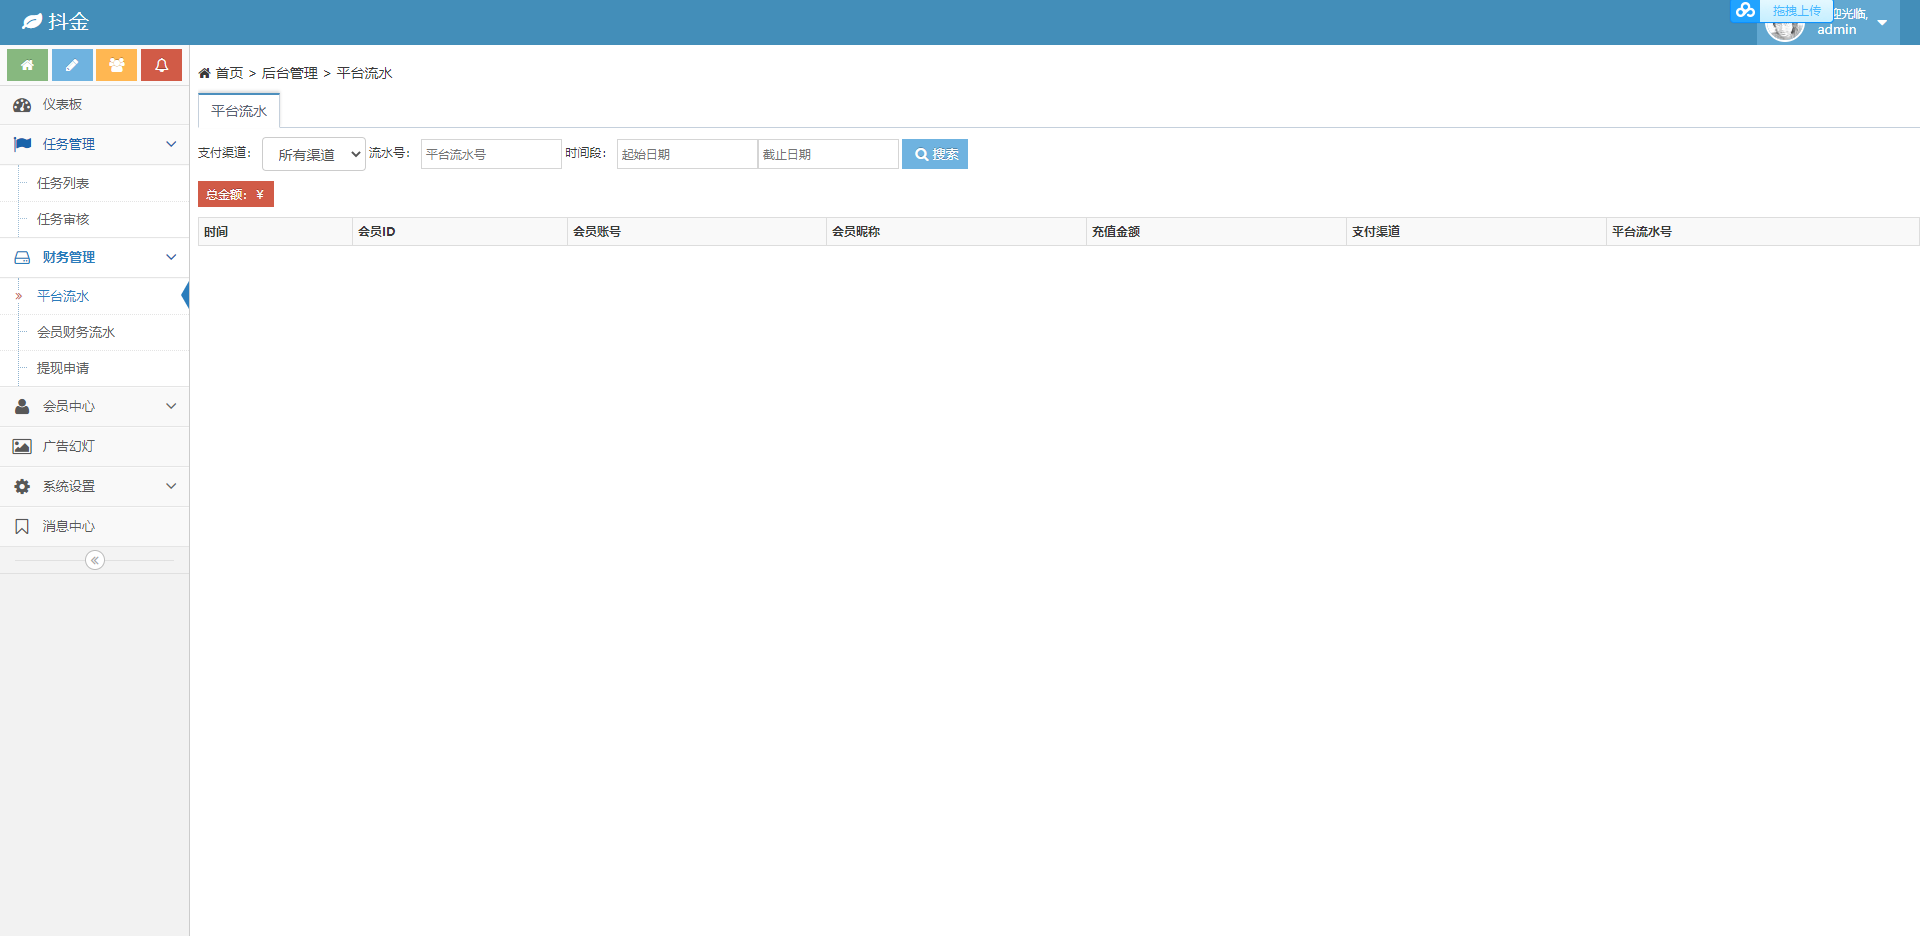 抖金
拖拽上传
迎光临,
admin
首页 > 后台管理 > 平台流水
平台流水
支付渠道: 所有渠道 流水号: 平台流水号 时间段: 起始日期 截止日期 搜索
总金额: ¥
时间 会员ID 会员账号 会员昵称 充值金额 支付渠道 平台流水号
仪表板
任务管理
任务列表
任务审核
财务管理
平台流水
会员财务流水
提现申请
会员中心
广告幻灯
系统设置
消息中心